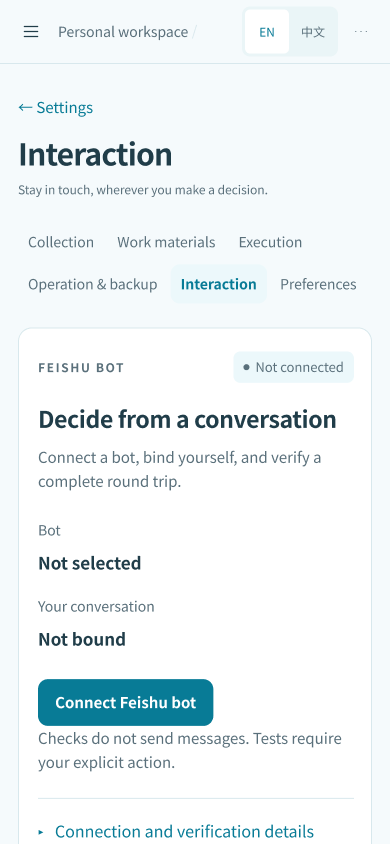 Personal workspace /
EN
中文
...
← Settings
Interaction
Stay in touch, wherever you make a decision.
Collection Work materials Execution
Operation & backup Interaction Preferences
FEISHU BOT
Not connected
Decide from a conversation
Connect a bot, bind yourself, and verify a
complete round trip.
Bot
Not selected
Your conversation
Not bound
Connect Feishu bot
Checks do not send messages. Tests require
your explicit action.
Connection and verification details